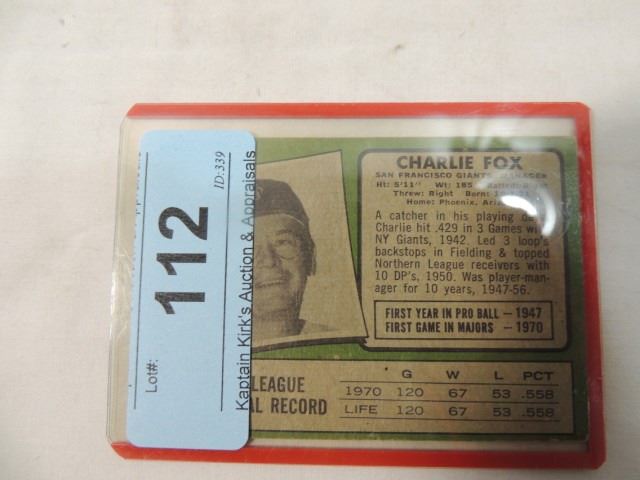 Lot#:
112
ID:339
Kaptain Kirk's Auction & Appraisals
CHARLIE FOX
SAN FRANCISCO GIANTS MANAGER
Ht: 5'11" Wt: 185
Threw: Right Born:
Home: Phoenix,
A catcher in his playing
Charlie hit .429 in 3 Games
NY Giants, 1942. Led 3 loop's
backstops in Fielding & topped
Northern League receivers with
10 DP's, 1950. Was player-man-
ager for 10 years, 1947-56.
FIRST YEAR IN PRO BALL — 1947
FIRST GAME IN MAJORS — 1970
LEAGUE
AL RECORD
G W L PCT
1970 120 67 53 .558
LIFE 120 67 53 .558